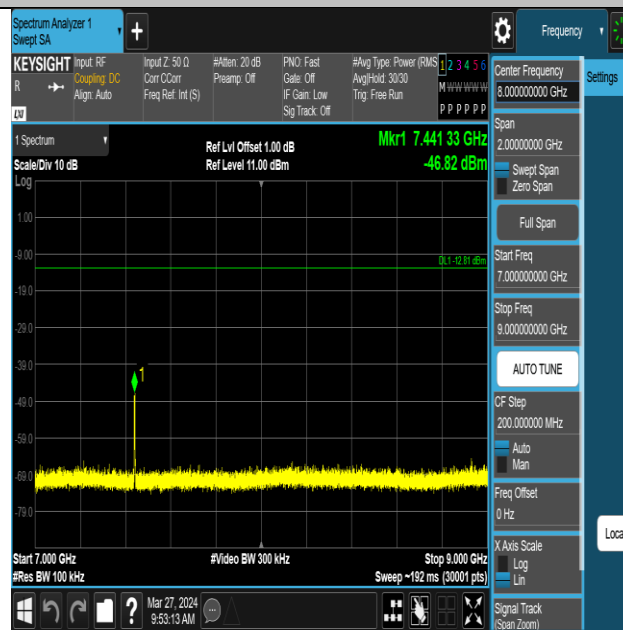 Spectrum Analyzer 1
Swept SA
+
Frequency
KEYSIGHT
R
LXI
Input: RF
Coupling: DC
Align: Auto
Input Z: 50 Ω
Corr CCorr
Freq Ref: Int (S)
#Atten: 20 dB
Preamp: Off
PNO: Fast
Gate: Off
IF Gain: Low
Sig Track: Off
#Avg Type: Power (RMS
Avg|Hold: 30/30
Trig: Free Run
1 2 3 4 5 6
M W W W W W
P P P P P P
1 Spectrum
Scale/Div 10 dB
Log
Ref Lvl Offset 1.00 dB
Ref Level 11.00 dBm
Mkr1 7.441 33 GHz
-46.82 dBm
1.00
-9.00
DL1 -12.81 dBm
-19.0
-29.0
-39.0
1
-49.0
-59.0
-69.0
-79.0
Start 7.000 GHz
#Video BW 300 kHz
Stop 9.000 GHz
#Res BW 100 kHz
Sweep ~192 ms (30001 pts)
Mar 27, 2024
9:53:13 AM
?
Center Frequency
8.000000000 GHz
Settings
Span
2.00000000 GHz
Swept Span
Zero Span
Full Span
Start Freq
7.000000000 GHz
Stop Freq
9.000000000 GHz
AUTO TUNE
CF Step
200.000000 MHz
Auto
Man
Freq Offset
0 Hz
X Axis Scale
Log
Lin
Loca
Signal Track
(Span Zoom)